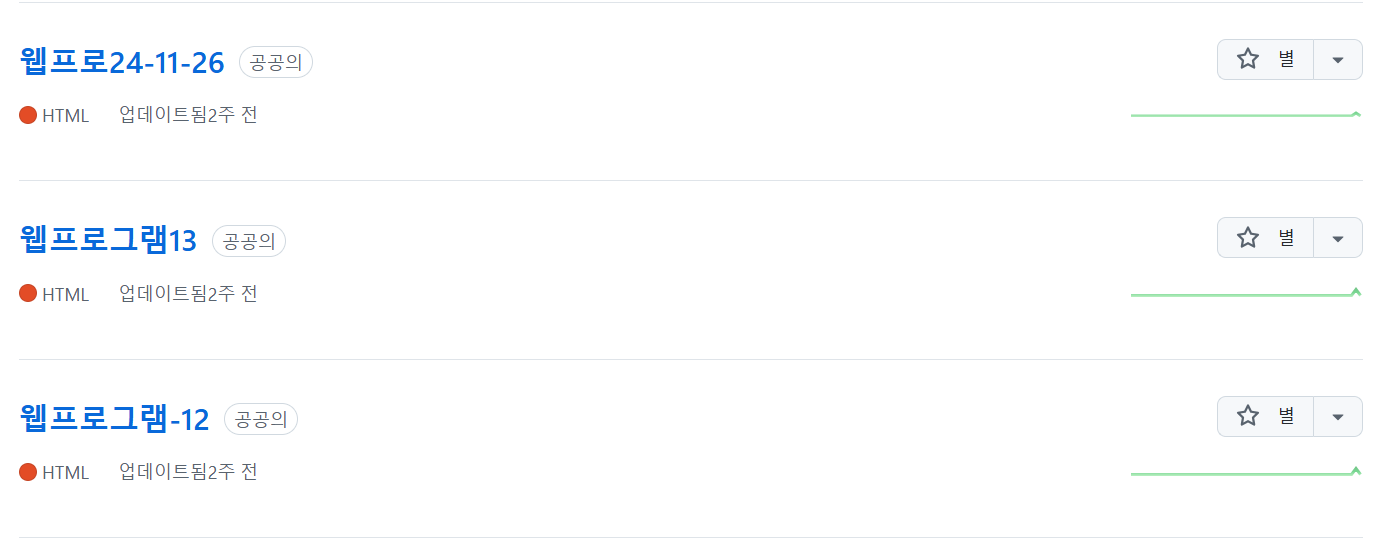 웹프로24-11-26 공공의 별
HTML 업데이트됨2주 전
웹프로그램13 공공의 별
HTML 업데이트됨2주 전
웹프로그램-12 공공의 별
HTML 업데이트됨2주 전